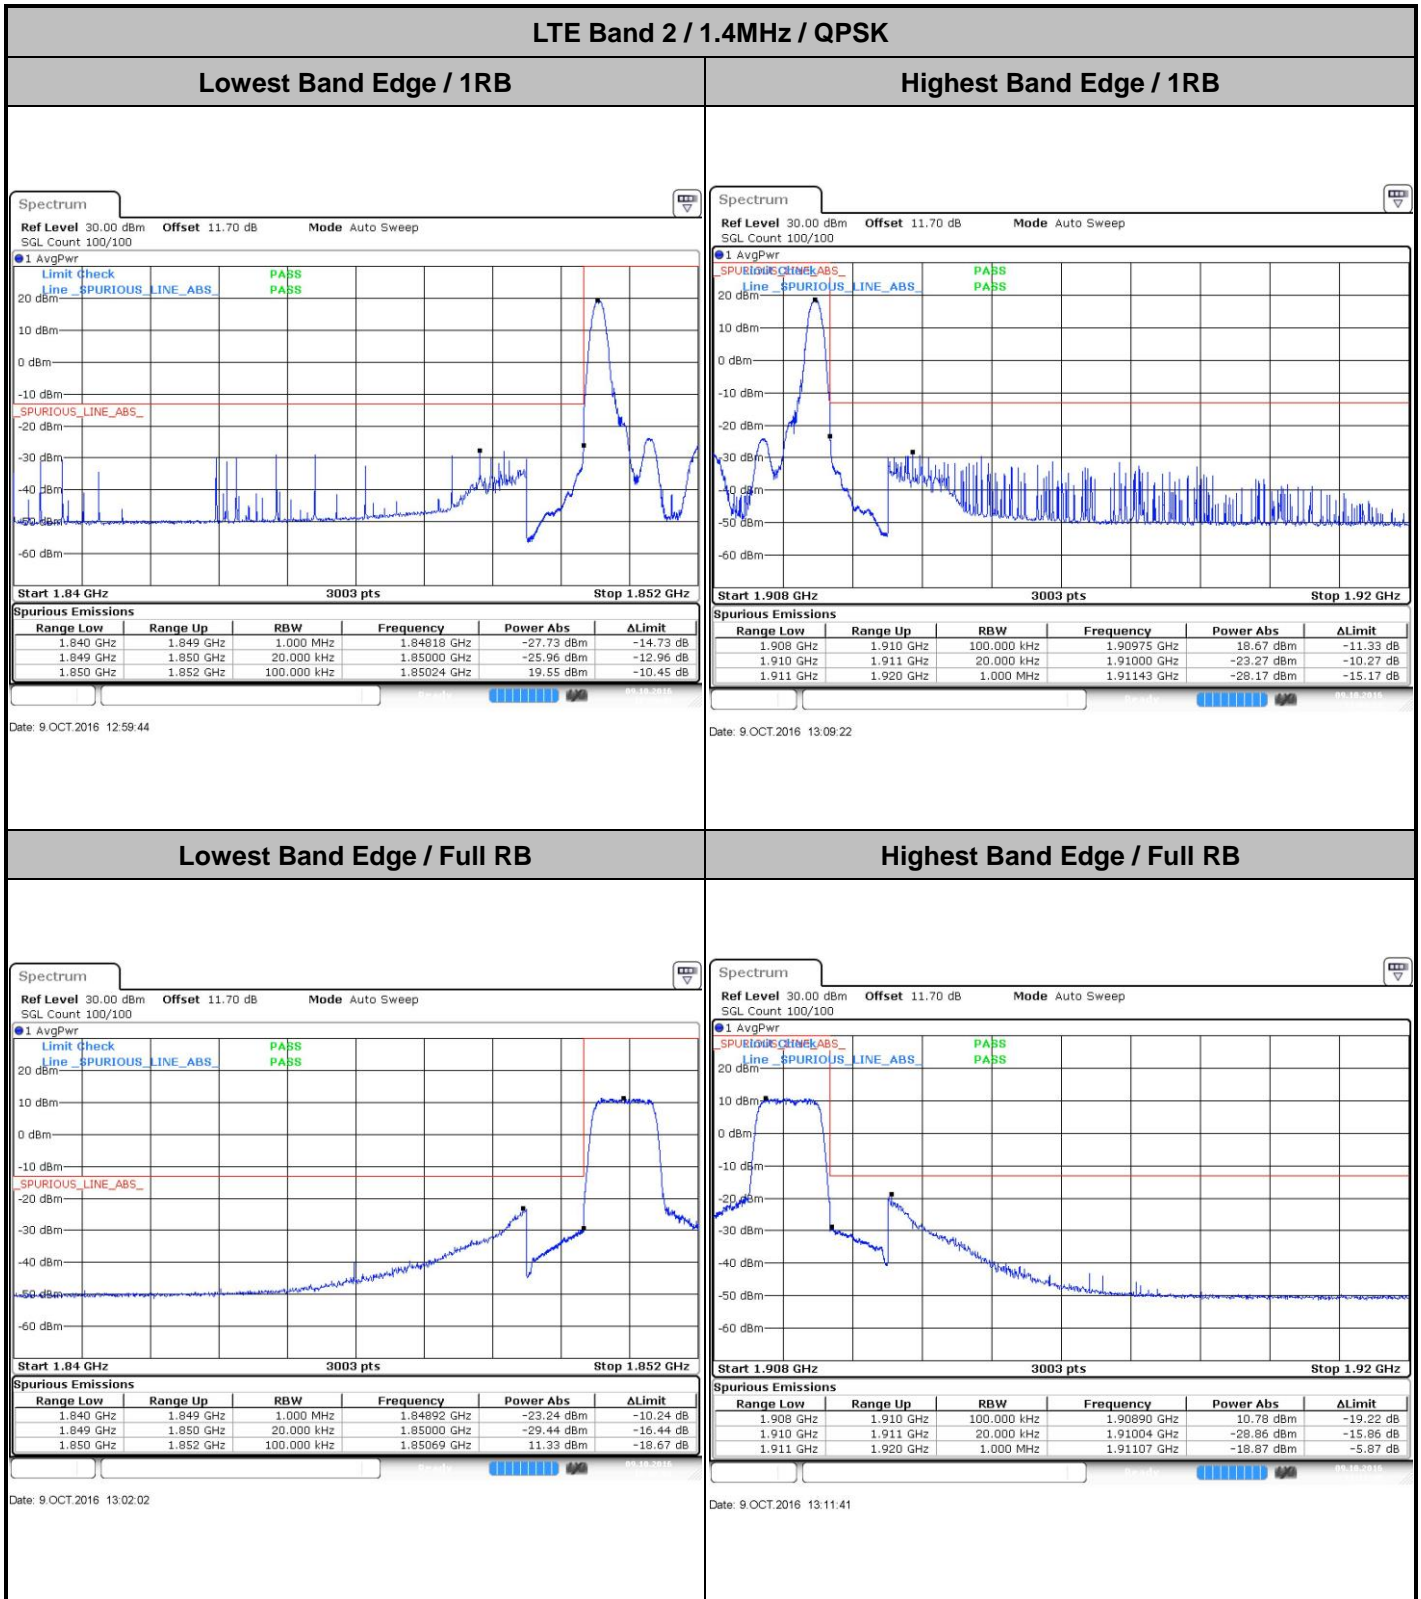 LTE Band 2 / 1.4MHz / QPSK
Lowest Band Edge / 1RB
Highest Band Edge / 1RB
Spectrum
Ref Level 30.00 dBm Offset 11.70 dB Mode Auto Sweep
SGL Count 100/100
1 AvgPwr
Limit Check PASS
Line _SPURIOUS_LINE_ABS_ PASS
20 dBm
10 dBm
0 dBm
-10 dBm
_SPURIOUS_LINE_ABS_
-20 dBm
-30 dBm
-40 dBm
-50 dBm
-60 dBm
Start 1.84 GHz 3003 pts Stop 1.852 GHz
Spurious Emissions
Range Low Range Up RBW Frequency Power Abs ΔLimit
1.840 GHz 1.849 GHz 1.000 MHz 1.84818 GHz -27.73 dBm -14.73 dB
1.849 GHz 1.850 GHz 20.000 kHz 1.85000 GHz -25.96 dBm -12.96 dB
1.850 GHz 1.852 GHz 100.000 kHz 1.85024 GHz 19.55 dBm -10.45 dB
Ready 09.10.2016
Date: 9.OCT.2016 12:59:44
Spectrum
Ref Level 30.00 dBm Offset 11.70 dB Mode Auto Sweep
SGL Count 100/100
1 AvgPwr
_SPURIOUS_LINE_ABS_
Limit Check PASS
Line _SPURIOUS_LINE_ABS_ PASS
20 dBm
10 dBm
0 dBm
-10 dBm
-20 dBm
-30 dBm
-40 dBm
-50 dBm
-60 dBm
Start 1.908 GHz 3003 pts Stop 1.92 GHz
Spurious Emissions
Range Low Range Up RBW Frequency Power Abs ΔLimit
1.908 GHz 1.910 GHz 100.000 kHz 1.90975 GHz 18.67 dBm -11.33 dB
1.910 GHz 1.911 GHz 20.000 kHz 1.91000 GHz -23.27 dBm -10.27 dB
1.911 GHz 1.920 GHz 1.000 MHz 1.91143 GHz -28.17 dBm -15.17 dB
Ready 09.10.2016
Date: 9.OCT.2016 13:09:22
Lowest Band Edge / Full RB
Highest Band Edge / Full RB
Spectrum
Ref Level 30.00 dBm Offset 11.70 dB Mode Auto Sweep
SGL Count 100/100
1 AvgPwr
Limit Check PASS
Line _SPURIOUS_LINE_ABS_ PASS
20 dBm
10 dBm
0 dBm
-10 dBm
_SPURIOUS_LINE_ABS_
-20 dBm
-30 dBm
-40 dBm
-50 dBm
-60 dBm
Start 1.84 GHz 3003 pts Stop 1.852 GHz
Spurious Emissions
Range Low Range Up RBW Frequency Power Abs ΔLimit
1.840 GHz 1.849 GHz 1.000 MHz 1.84892 GHz -23.24 dBm -10.24 dB
1.849 GHz 1.850 GHz 20.000 kHz 1.85000 GHz -29.44 dBm -16.44 dB
1.850 GHz 1.852 GHz 100.000 kHz 1.85069 GHz 11.33 dBm -18.67 dB
Ready 09.10.2016
Date: 9.OCT.2016 13:02:02
Spectrum
Ref Level 30.00 dBm Offset 11.70 dB Mode Auto Sweep
SGL Count 100/100
1 AvgPwr
_SPURIOUS_LINE_ABS_
Limit Check PASS
Line _SPURIOUS_LINE_ABS_ PASS
20 dBm
10 dBm
0 dBm
-10 dBm
-20 dBm
-30 dBm
-40 dBm
-50 dBm
-60 dBm
Start 1.908 GHz 3003 pts Stop 1.92 GHz
Spurious Emissions
Range Low Range Up RBW Frequency Power Abs ΔLimit
1.908 GHz 1.910 GHz 100.000 kHz 1.90890 GHz 10.78 dBm -19.22 dB
1.910 GHz 1.911 GHz 20.000 kHz 1.91004 GHz -28.86 dBm -15.86 dB
1.911 GHz 1.920 GHz 1.000 MHz 1.91107 GHz -18.87 dBm -5.87 dB
Ready 09.10.2016
Date: 9.OCT.2016 13:11:41